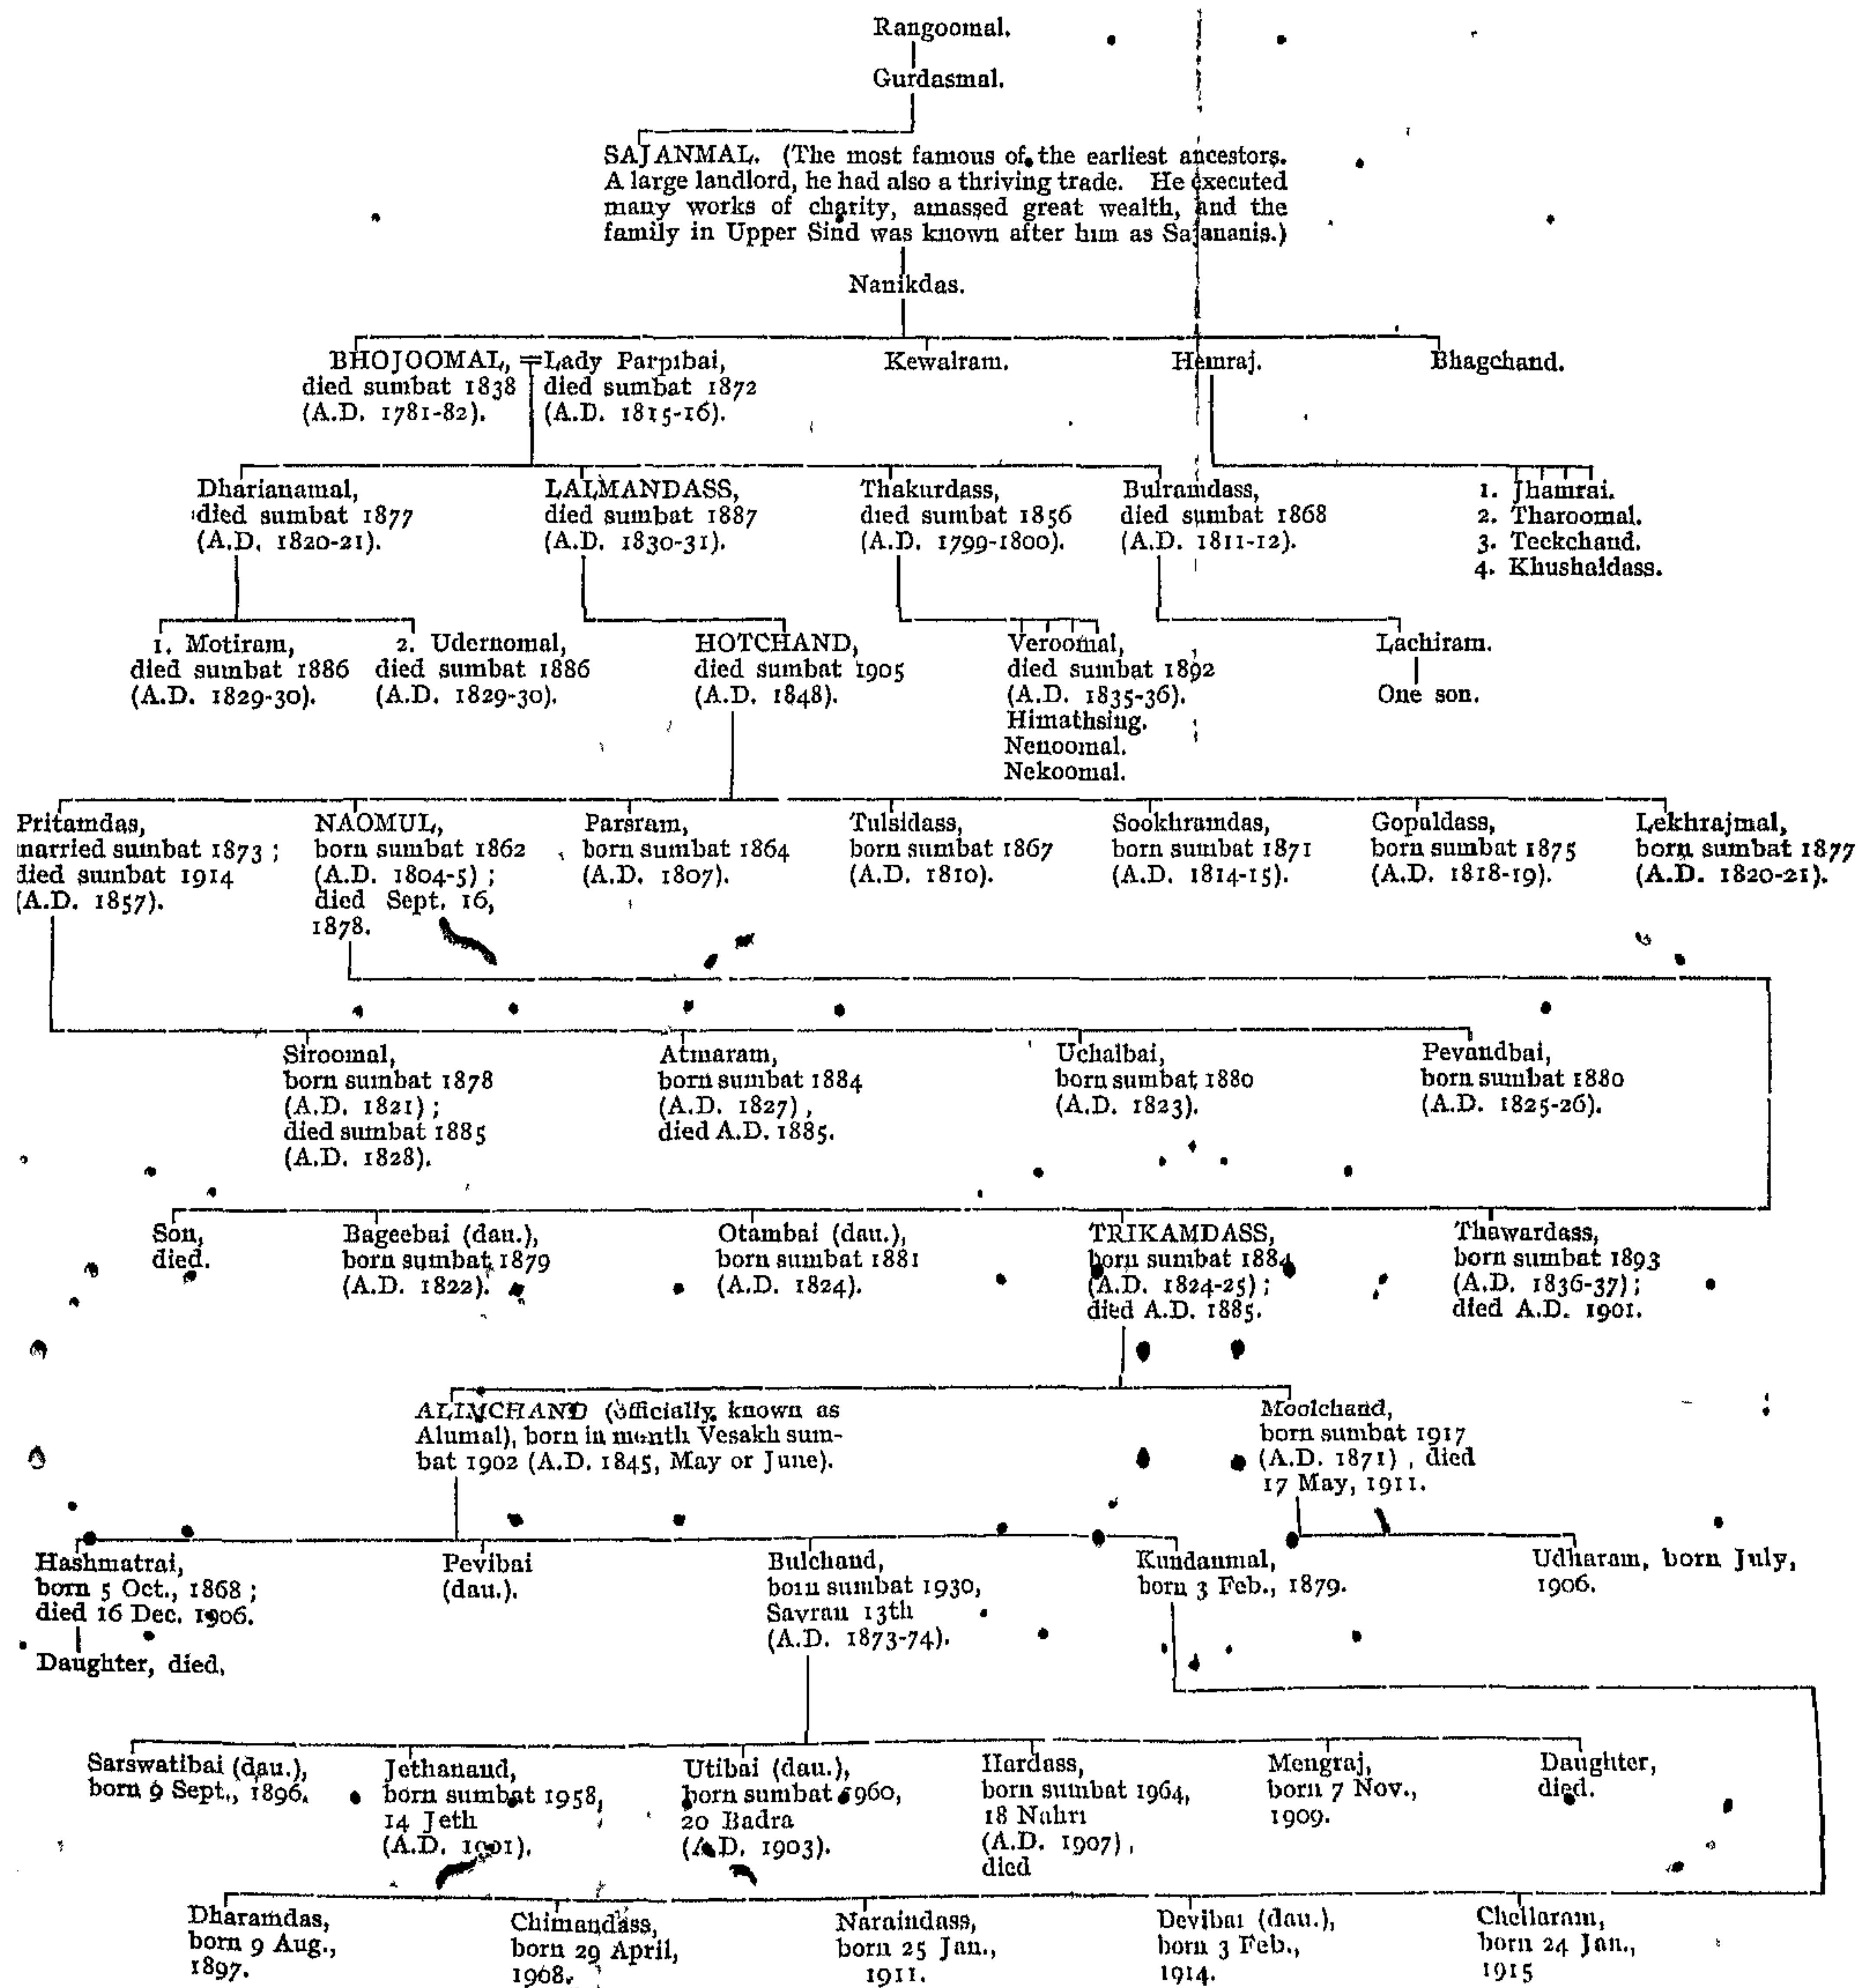 Rangoomal.
Gurdasmal.
SAJANMAL. (The most famous of the earliest ancestors.
A large landlord, he had also a thriving trade. He executed
many works of charity, amassed great wealth, and the
family in Upper Sind was known after him as Sajananis.)
Nanikdas.
BHOJOOMAL,
died sumbat 1838
(A.D. 1781-82).
=Lady Parpibai,
died sumbat 1872
(A.D. 1815-16).
Kewalram.
Hemraj.
Bhagchand.
Dharianamal,
died sumbat 1877
(A.D. 1820-21).
LALMANDASS,
died sumbat 1887
(A.D. 1830-31).
Thakurdass,
died sumbat 1856
(A.D. 1799-1800).
Bulramdass,
died sumbat 1868
(A.D. 1811-12).
1. Jhamrai.
2. Tharoomal.
3. Teckchand.
4. Khushaldass.
1. Motiram,
died sumbat 1886
(A.D. 1829-30).
2. Udernomal,
died sumbat 1886
(A.D. 1829-30).
HOTCHAND,
died sumbat 1905
(A.D. 1848).
Veroomal,
died sumbat 1892
(A.D. 1835-36).
Himathsing.
Nenoomal.
Nekoomal.
Lachiram.
One son.
Pritamdas,
married sumbat 1873 ;
died sumbat 1914
(A.D. 1857).
NAOMUL,
born sumbat 1862
(A.D. 1804-5) ;
died Sept. 16,
1878.
Parsram,
born sumbat 1864
(A.D. 1807).
Tulsidass,
born sumbat 1867
(A.D. 1810).
Sookhramdas,
born sumbat 1871
(A.D. 1814-15).
Gopaldass,
born sumbat 1875
(A.D. 1818-19).
Lekhrajmal,
born sumbat 1877
(A.D. 1820-21).
Siroomal,
born sumbat 1878
(A.D. 1821) ;
died sumbat 1885
(A.D. 1828).
Atmaram,
born sumbat 1884
(A.D. 1827),
died A.D. 1885.
Uchalbai,
born sumbat 1880
(A.D. 1823).
Pevandbai,
born sumbat 1880
(A.D. 1825-26).
Son,
died.
Bageebai (dau.),
born sumbat 1879
(A.D. 1822).
Otambai (dau.),
born sumbat 1881
(A.D. 1824).
TRIKAMDASS,
born sumbat 1884
(A.D. 1824-25) ;
died A.D. 1885.
Thawardass,
born sumbat 1893
(A.D. 1836-37) ;
died A.D. 1901.
ALIMCHAND (officially known as
Alumal), born in month Vesakh sum-
bat 1902 (A.D. 1845, May or June).
Moolchand,
born sumbat 1917
(A.D. 1871), died
17 May, 1911.
Hashmatrai,
born 5 Oct., 1868 ;
died 16 Dec. 1906.
Daughter, died,
Pevibai
(dau.).
Bulchand,
born sumbat 1930,
Savran 13th
(A.D. 1873-74).
Kundanmal,
born 3 Feb., 1879.
Udharam, born July,
1906.
Sarswatibai (dau.),
born 9 Sept., 1896.
Jethanand,
born sumbat 1958,
14 Jeth
(A.D. 1901).
Utibai (dau.),
born sumbat 1960,
20 Badra
(A.D. 1903).
Hardass,
born sumbat 1964,
18 Nahri
(A.D. 1907),
died
Mengraj,
born 7 Nov.,
1909.
Daughter,
died.
Dharamdas,
born 9 Aug.,
1897.
Chimandass,
born 29 April,
1908.
Naraindass,
born 25 Jan.,
1911.
Devibai (dau.),
born 3 Feb.,
1914.
Chellaram,
born 24 Jan.,
1915